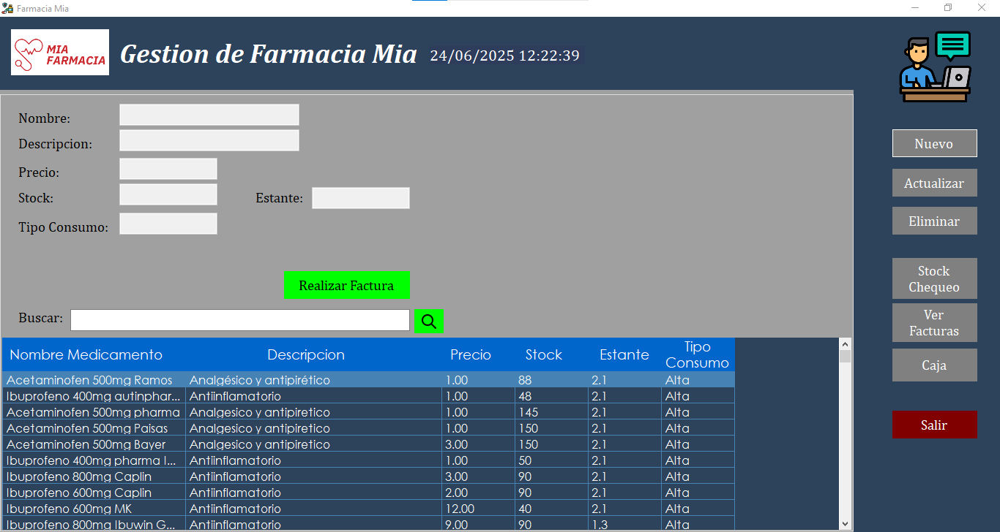 Farmacia Mia
MIA
FARMACIA
Gestion de Farmacia Mia 24/06/2025 12:22:39
Nombre:
Descripcion:
Precio:
Stock:
Estante:
Tipo Consumo:
Realizar Factura
Buscar:
Nombre Medicamento Descripcion Precio Stock Estante Tipo Consumo
Acetaminofen 500mg Ramos Analgésico y antipirético 1.00 88 2.1 Alta
Ibuprofeno 400mg autinphar... Antiinflamatorio 1.00 48 2.1 Alta
Acetaminofen 500mg pharma Analgesico y antipiretico 1.00 145 2.1 Alta
Acetaminofen 500mg Paisas Analgesico y antipiretico 1.00 150 2.1 Alta
Acetaminofen 500mg Bayer Analgesico y antipiretico 3.00 150 2.1 Alta
Ibuprofeno 400mg pharma I... Antiinflamatorio 1.00 50 2.1 Alta
Ibuprofeno 800mg Caplin Antiinflamatorio 3.00 90 2.1 Alta
Ibuprofeno 600mg Caplin Antiinflamatorio 2.00 90 2.1 Alta
Ibuprofeno 600mg MK Antiinflamatorio 12.00 40 2.1 Alta
Ibuprofeno 800mg Ibuwin G... Antiinflamatorio 9.00 90 1.3 Alta
Nuevo
Actualizar
Eliminar
Stock
Chequeo
Ver
Facturas
Caja
Salir